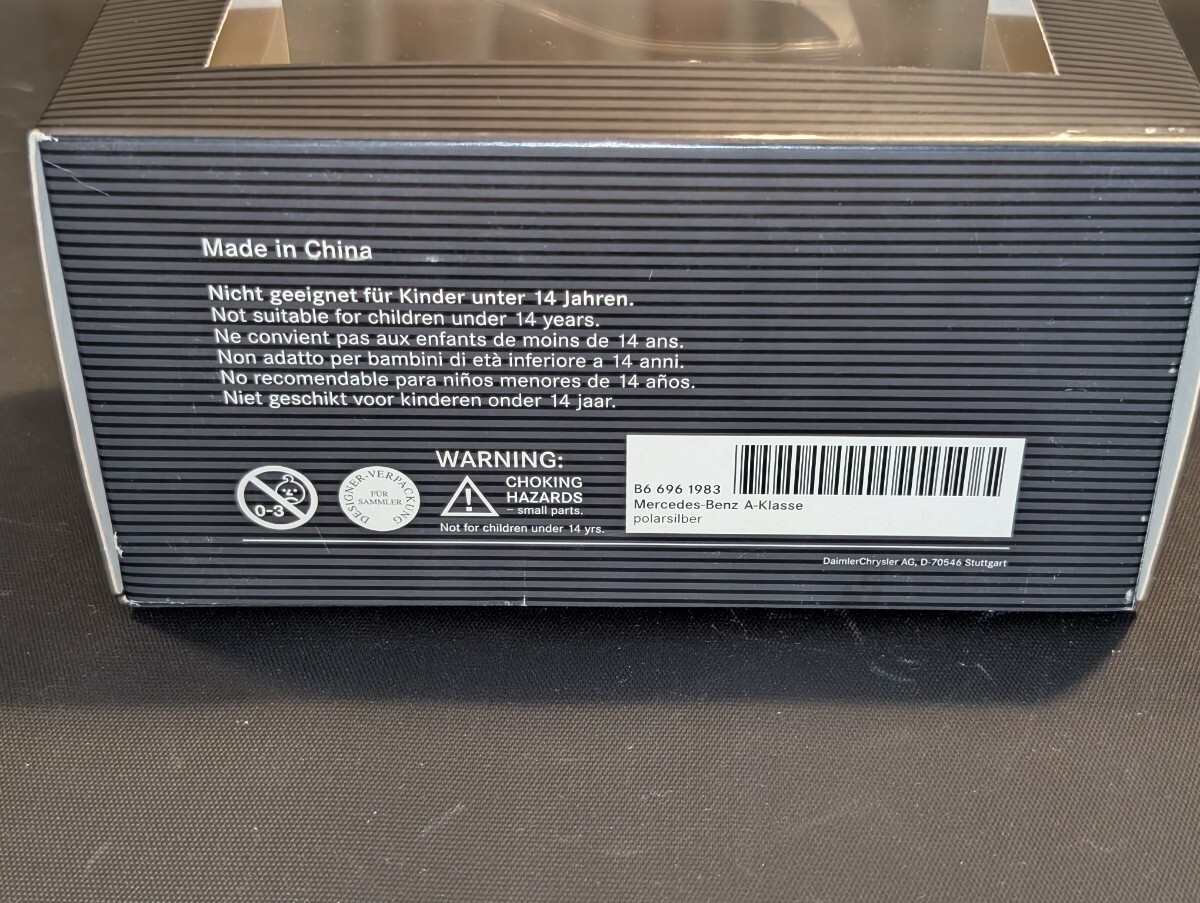 Made in China
Nicht geeignet für Kinder unter 14 Jahren.
Not suitable for children under 14 years.
Ne convient pas aux enfants de moins de 14 ans.
Non adatto per bambini di età inferiore a 14 anni.
No recomendable para niños menores de 14 años.
Niet geschikt voor kinderen onder 14 jaar.
0-3
DESIGNER-VERPACKUNG
FÜR
SAMMLER
WARNING:
!
CHOKING
HAZARDS
– small parts.
Not for children under 14 yrs.
B6 696 1983
Mercedes-Benz A-Klasse
polarsilber
DaimlerChrysler AG, D-70546 Stuttgart